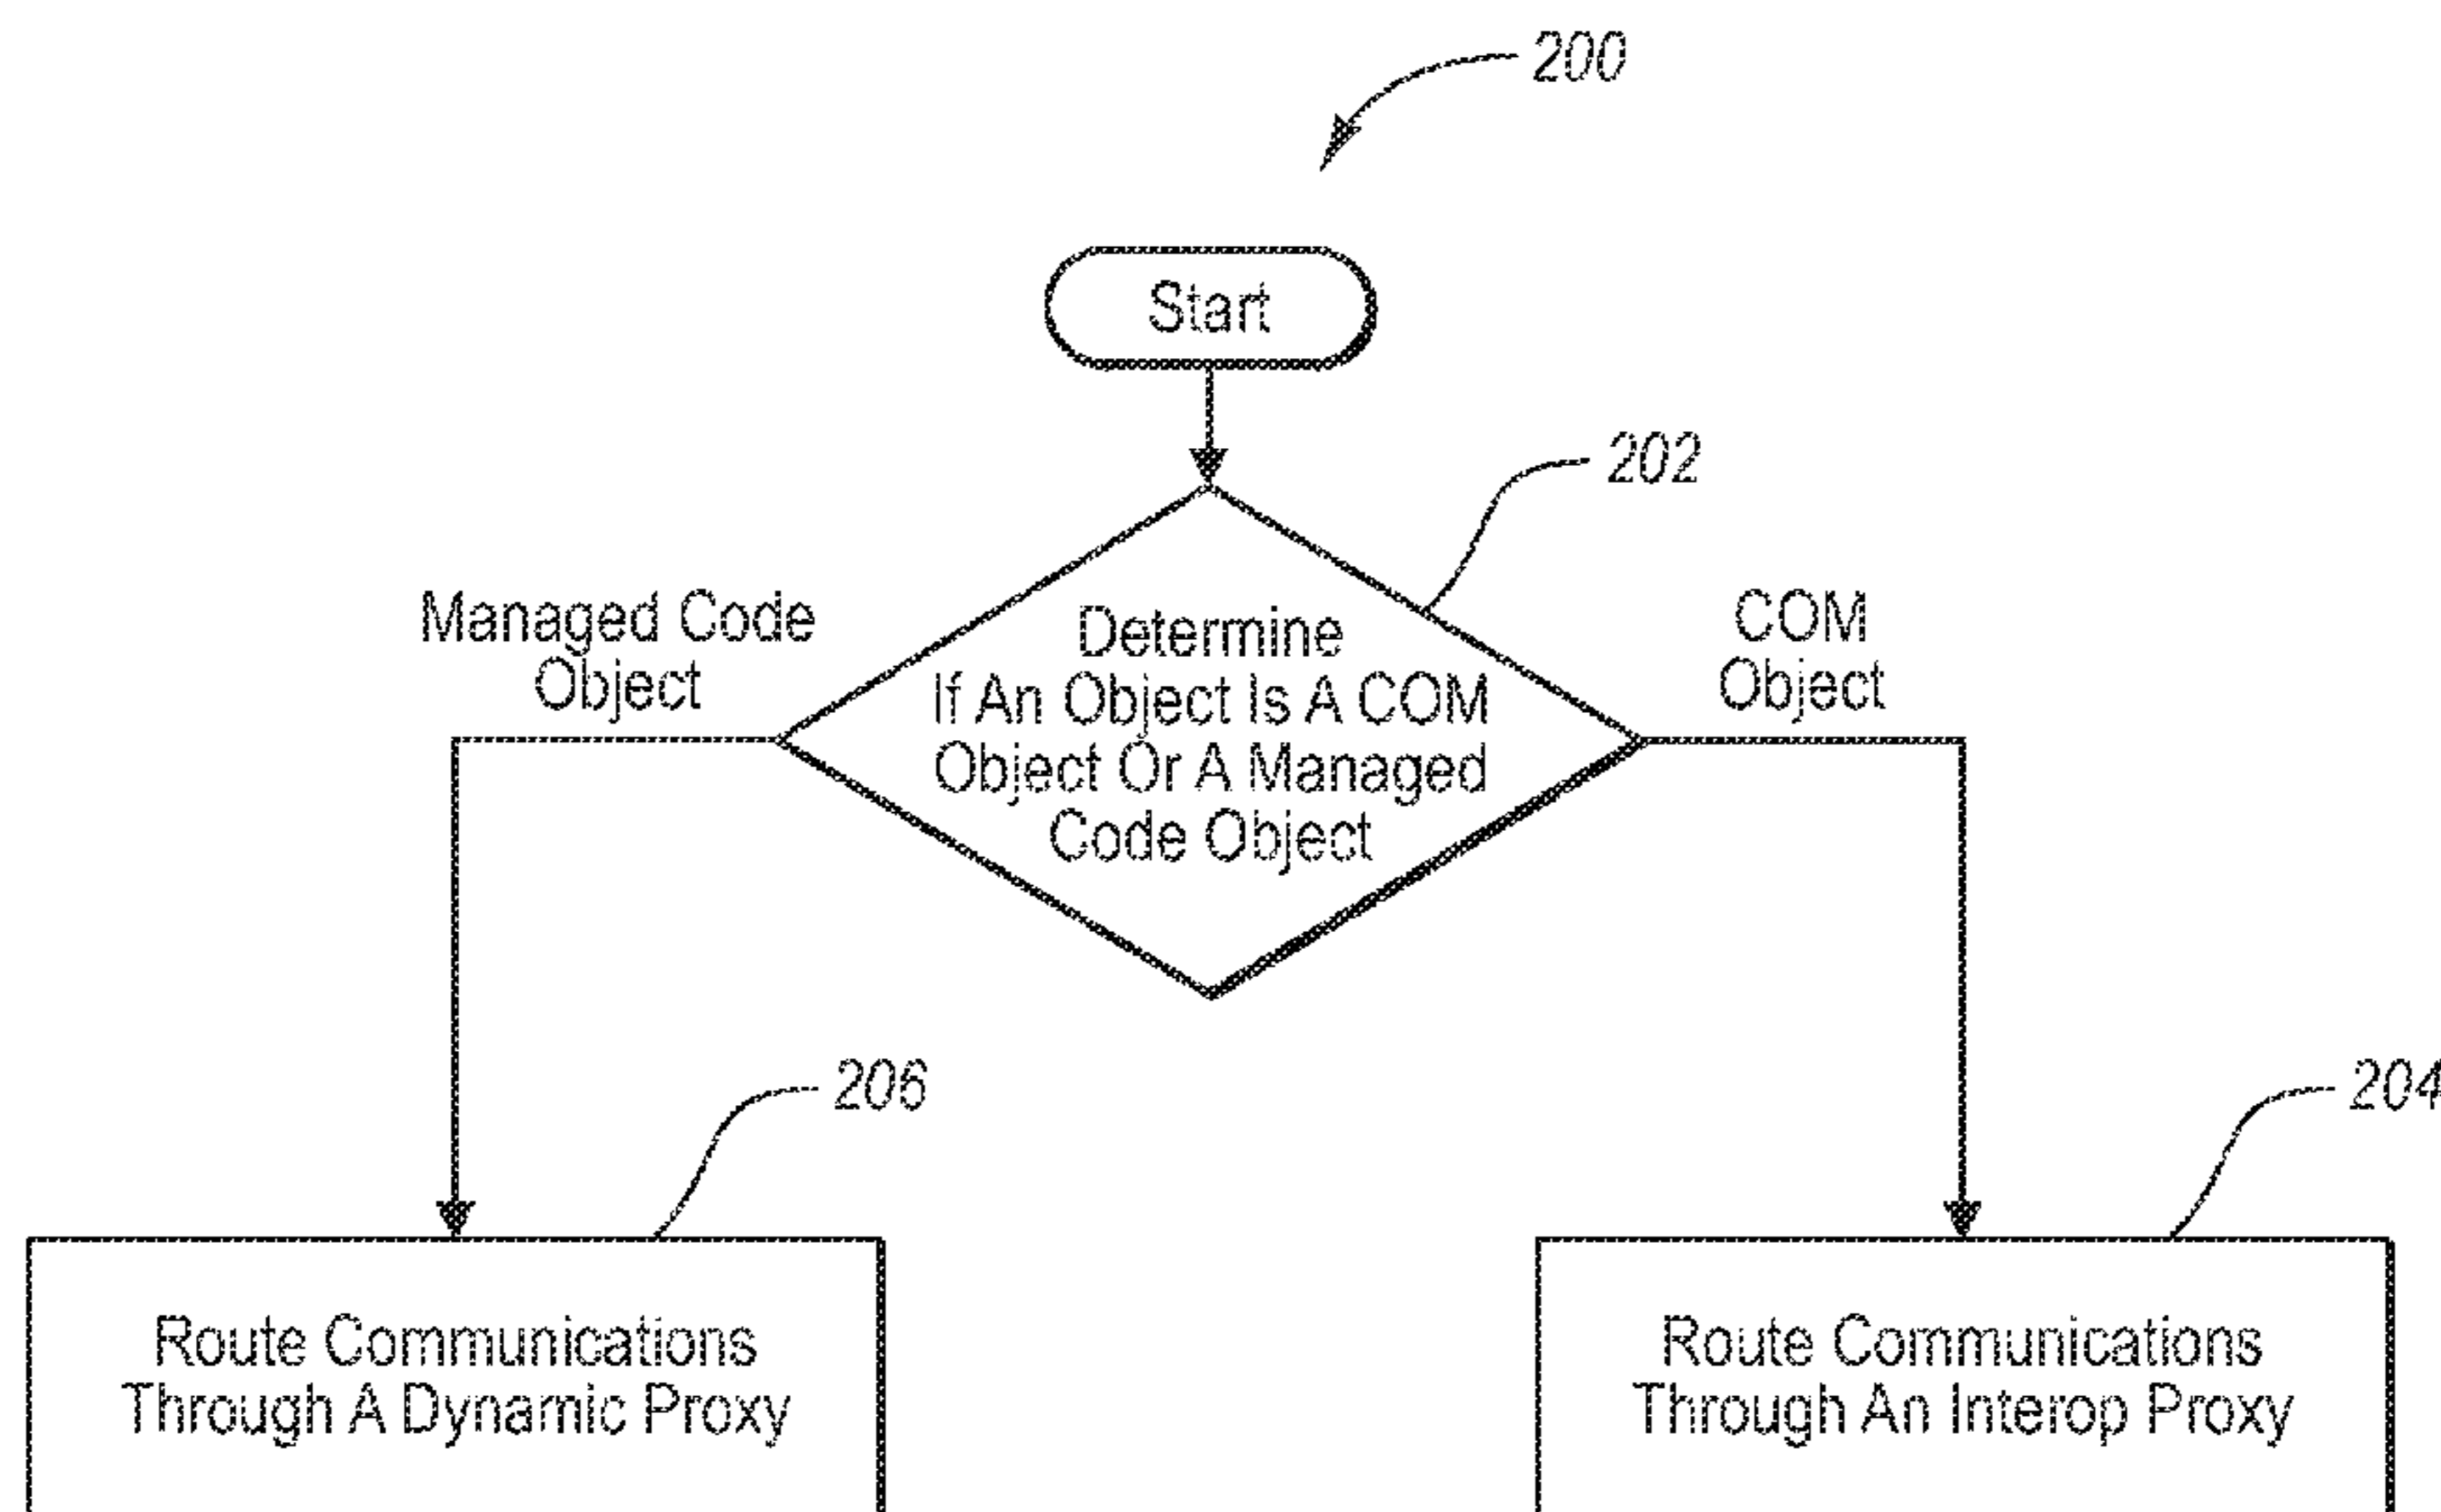 200
Start
202
Managed Code
Object
Determine
If An Object Is A COM
Object Or A Managed
Code Object
COM
Object
206
204
Route Communications
Through A Dynamic Proxy
Route Communications
Through An Interop Proxy